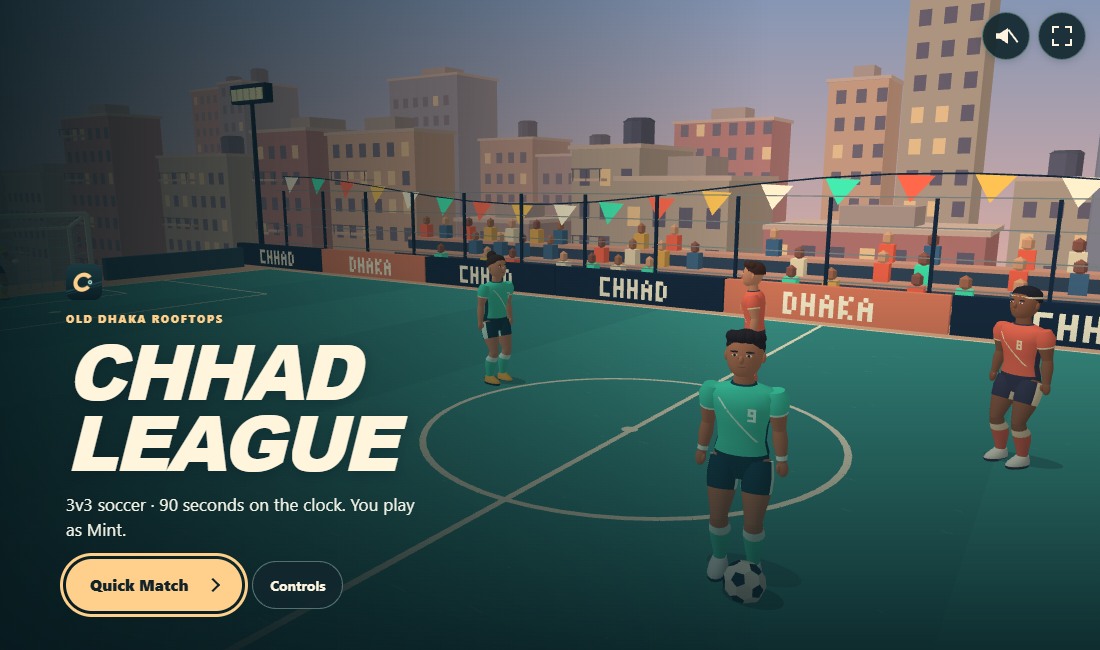 CHHAD
DHAKA
CHHAD
CHHAD
DHAKA
CHH
9
8
OLD DHAKA ROOFTOPS
CHHAD
LEAGUE
3v3 soccer · 90 seconds on the clock. You play
as Mint.
Quick Match
Controls